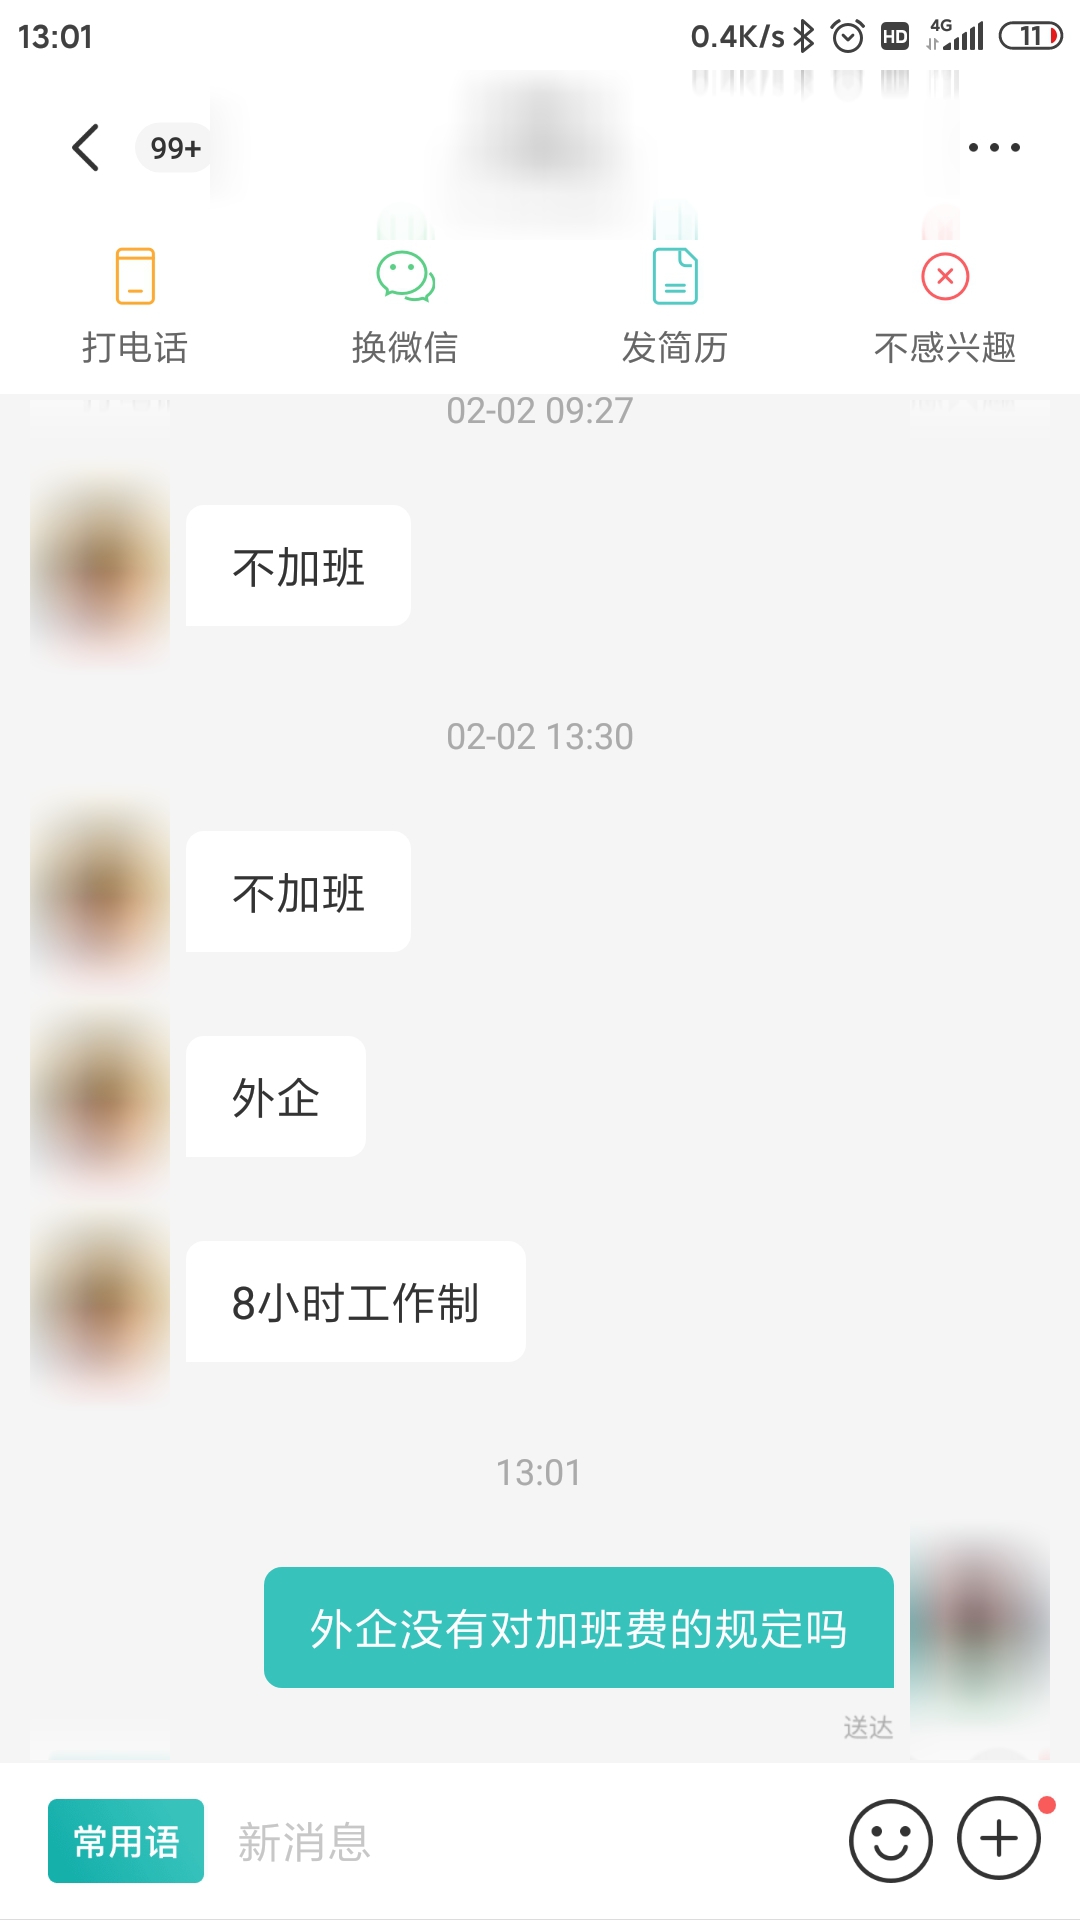 13:01 0.4K/s HD 4G 11
99+
打电话 换微信 发简历 不感兴趣
02-02 09:27
不加班
02-02 13:30
不加班
外企
8小时工作制
13:01
外企没有对加班费的规定吗
送达
常用语 新消息